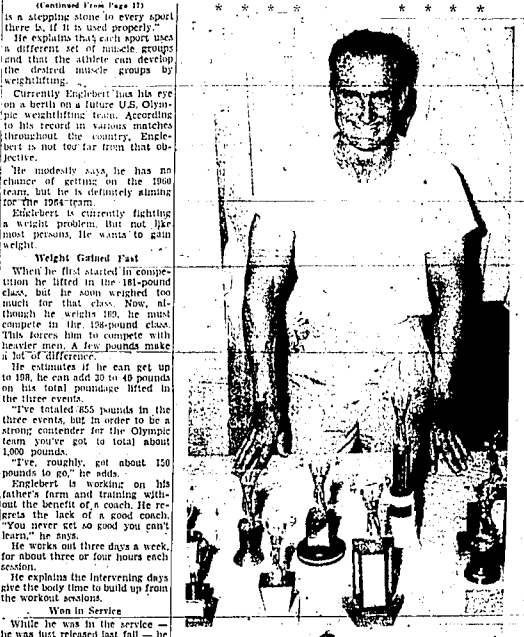 (Continued From Page 17)
is a stepping stone to every sport
there is, if it is used properly."
He explains that each sport uses
a different set of muscle groups
and that the athlete can develop
the desired muscle groups by
weightlifting.
Currently Englebert has his eye
on a berth on a future U.S. Olym-
pic weightlifting team. According
to his record in various matches
throughout the country, Engle-
bert is not too far from that ob-
jective.
He modestly says, he has no
chance of getting on the 1960
team, but he is definitely aiming
for the 1964 team.
Englebert is currently fighting
a weight problem. But not like
most persons. He wants to gain
weight.
Weight Gained Fast
When he first started in compe-
tition he lifted in the 181-pound
class, but he soon weighed too
much for that class. Now, al-
though he weighs 189, he must
compete in the 198-pound class.
This forces him to compete with
heavier men. A few pounds make
a lot of difference.
He estimates if he can get up
to 198, he can add 30 to 40 pounds
on his total poundage lifted in
the three events.
"I've totaled 855 pounds in the
three events, but in order to be a
strong contender for the Olympic
team you've got to total about
1,000 pounds.
"I've, roughly, got about 150
pounds to go," he adds.
Englebert is working on his
father's farm and training with-
out the benefit of a coach. He re-
grets the lack of a good coach.
"You never get so good you can't
learn," he says.
He works out three days a week,
for about three or four hours each
session.
He explains the intervening days
give the body time to build up from
the workout sessions.
Won in Service
While he was in the service —
he was just released last fall — he
* * * * * * * *